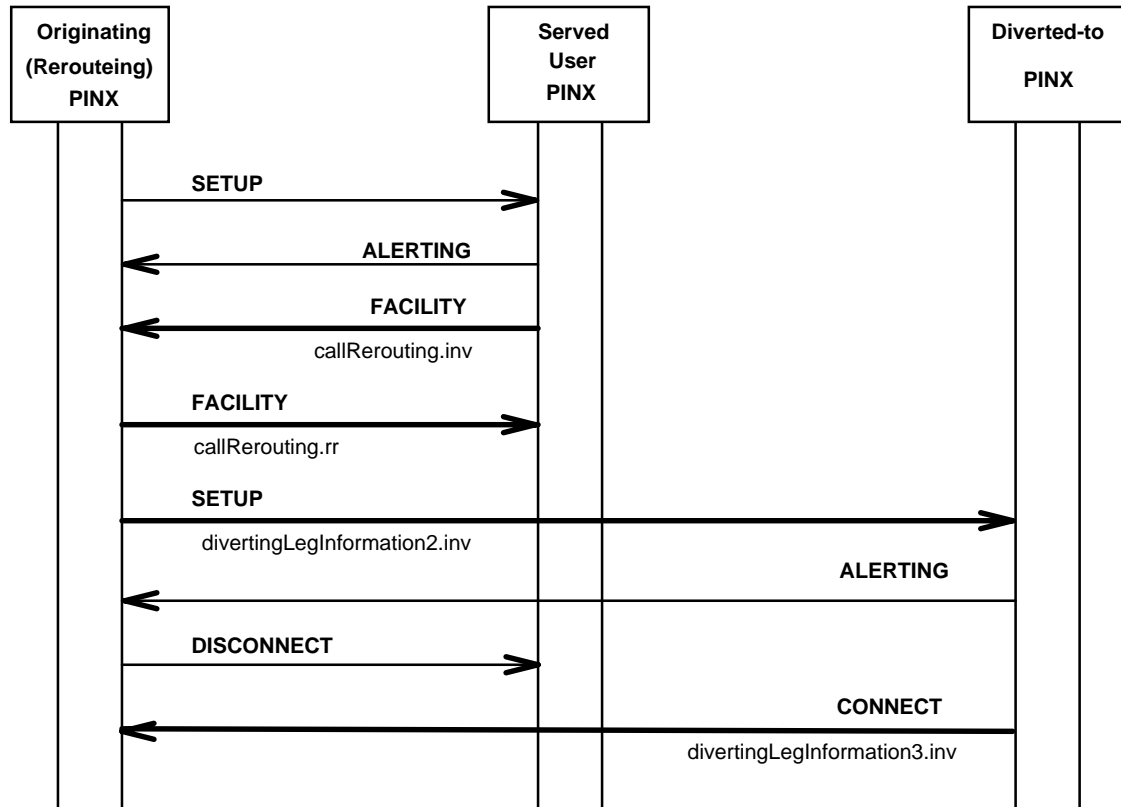 Originating
(Rerouteing)
PINX
Served
User
PINX
Diverted-to
PINX
SETUP
ALERTING
FACILITY
callRerouting.inv
FACILITY
callRerouting.rr
SETUP
divertingLegInformation2.inv
ALERTING
DISCONNECT
CONNECT
divertingLegInformation3.inv